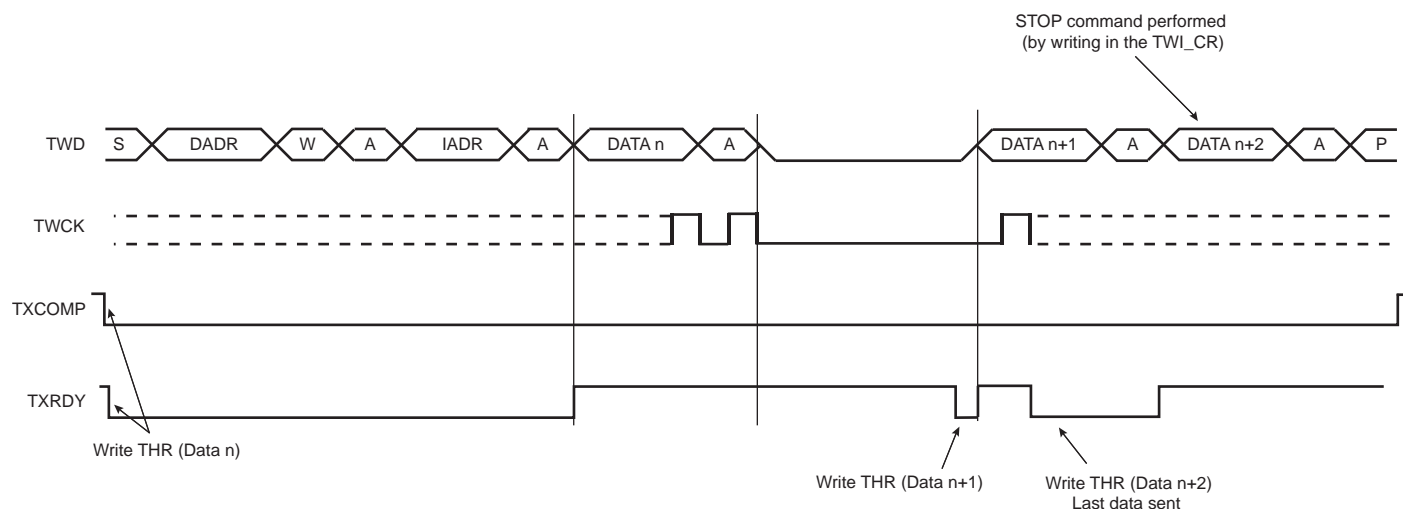 STOP command performed
(by writing in the TWI_CR)
TWD S DADR W A IADR A DATA n A DATA n+1 A DATA n+2 A P
TWCK
TXCOMP
TXRDY
Write THR (Data n)
Write THR (Data n+1)
Write THR (Data n+2)
Last data sent